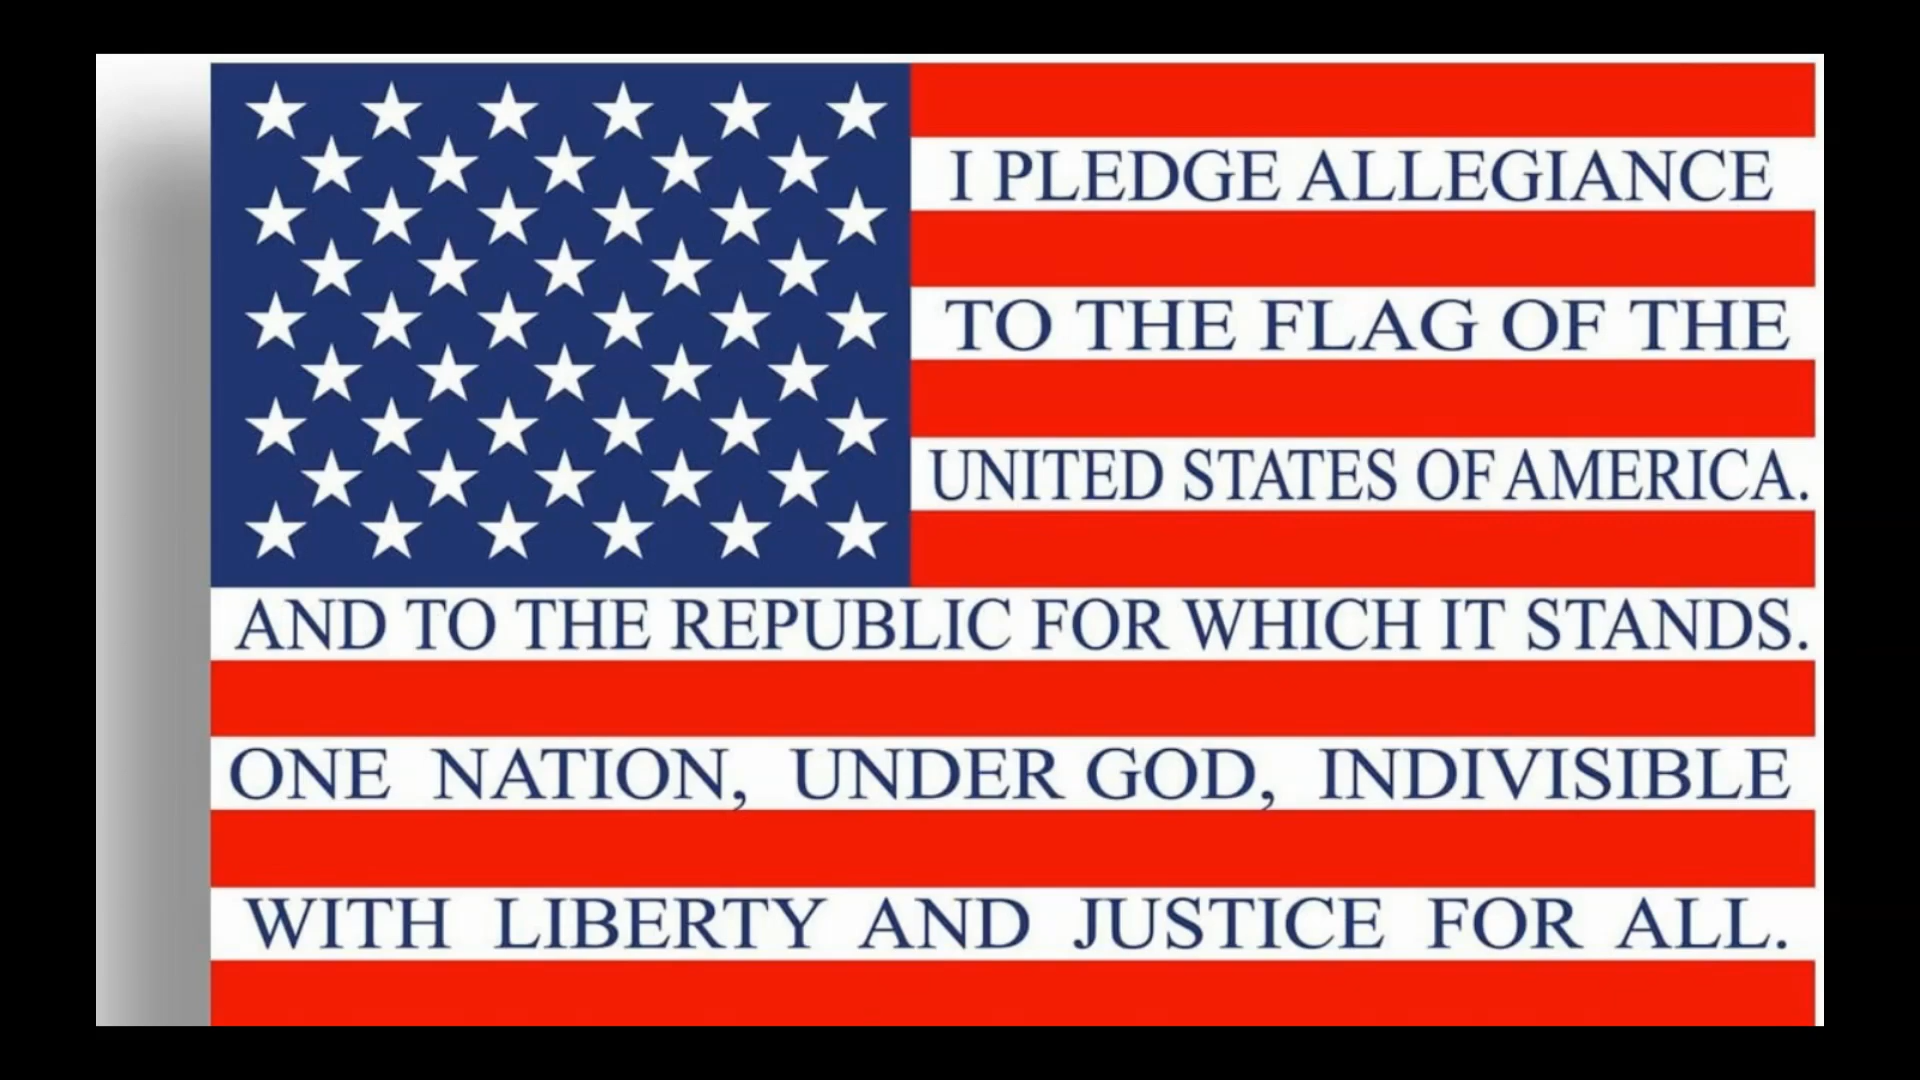 I PLEDGE ALLEGIANCE
TO THE FLAG OF THE
UNITED STATES OF AMERICA.
AND TO THE REPUBLIC FOR WHICH IT STANDS.
ONE NATION, UNDER GOD, INDIVISIBLE
WITH LIBERTY AND JUSTICE FOR ALL.